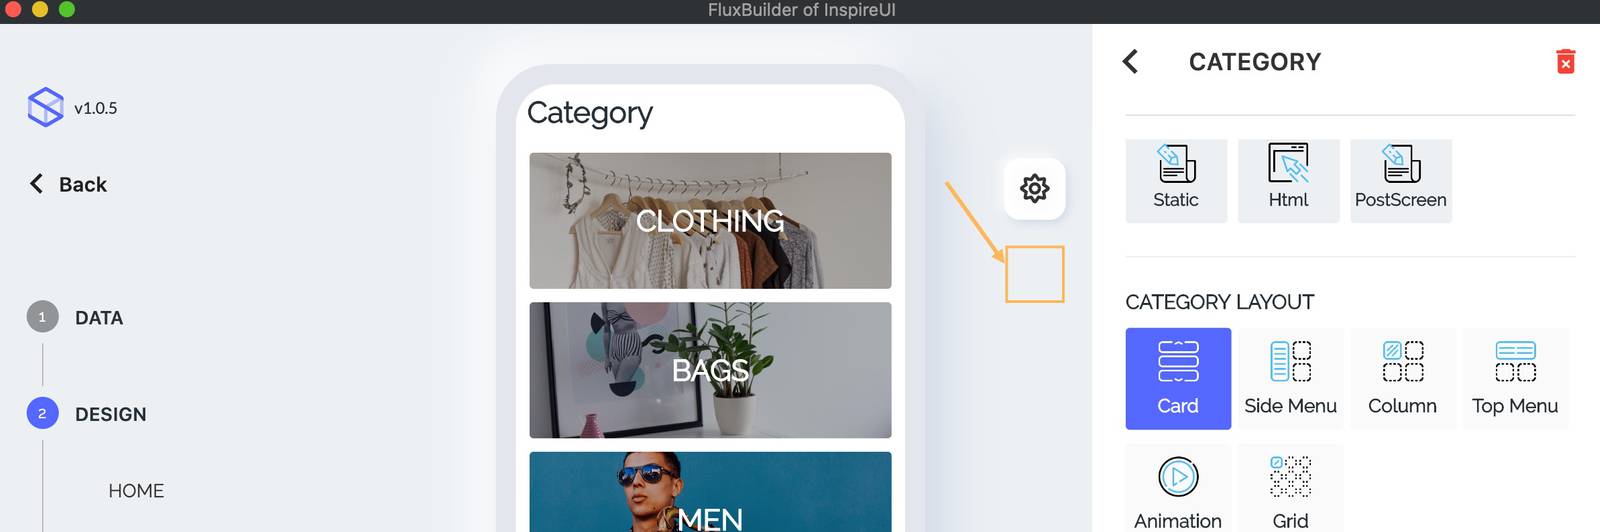 FluxBuilder of InspireUI
v1.0.5
Back
1 DATA
2 DESIGN
HOME
Category
CLOTHING
BAGS
MEN
CATEGORY
Static Html PostScreen
CATEGORY LAYOUT
Card Side Menu Column Top Menu
Animation Grid